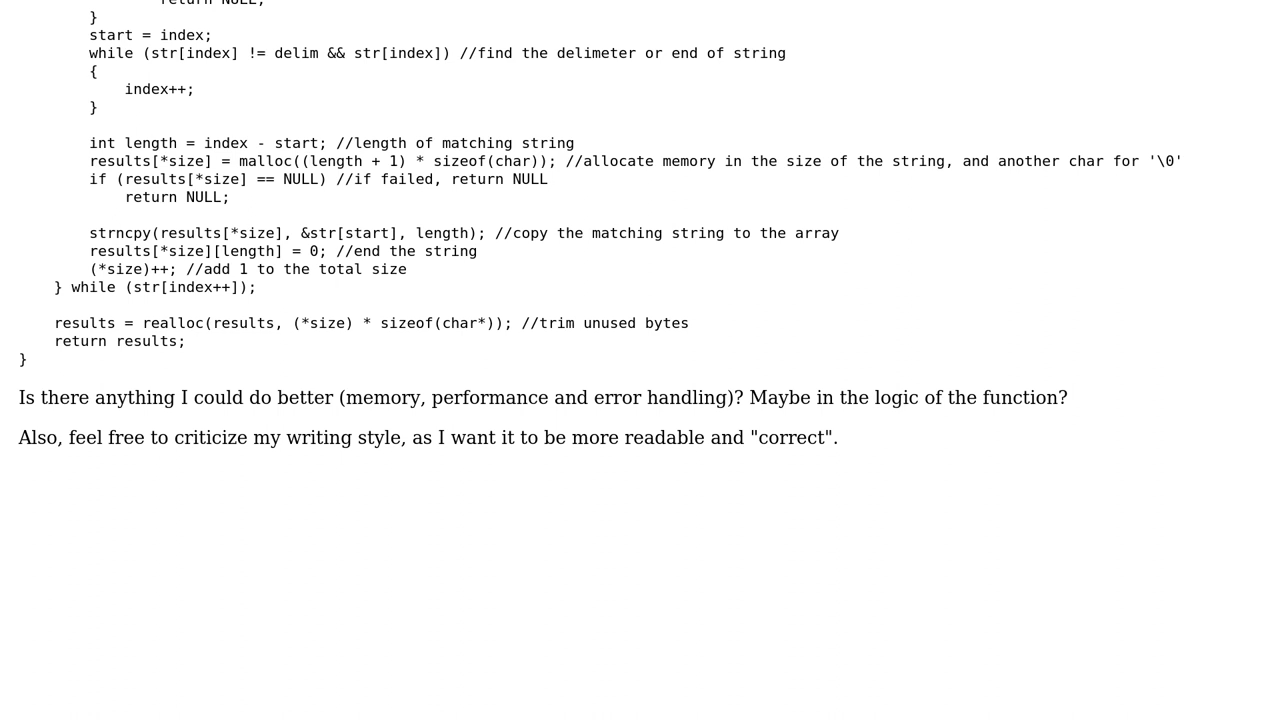 return NULL;
        }
        start = index;
        while (str[index] != delim && str[index]) //find the delimeter or end of string
        {
            index++;
        }

        int length = index - start; //length of matching string
        results[*size] = malloc((length + 1) * sizeof(char)); //allocate memory in the size of the string, and another char for '\0'
        if (results[*size] == NULL) //if failed, return NULL
            return NULL;

        strncpy(results[*size], &str[start], length); //copy the matching string to the array
        results[*size][length] = 0; //end the string
        (*size)++; //add 1 to the total size
    } while (str[index++]);

    results = realloc(results, (*size) * sizeof(char*)); //trim unused bytes
    return results;
}
Is there anything I could do better (memory, performance and error handling)? Maybe in the logic of the function?
Also, feel free to criticize my writing style, as I want it to be more readable and "correct".